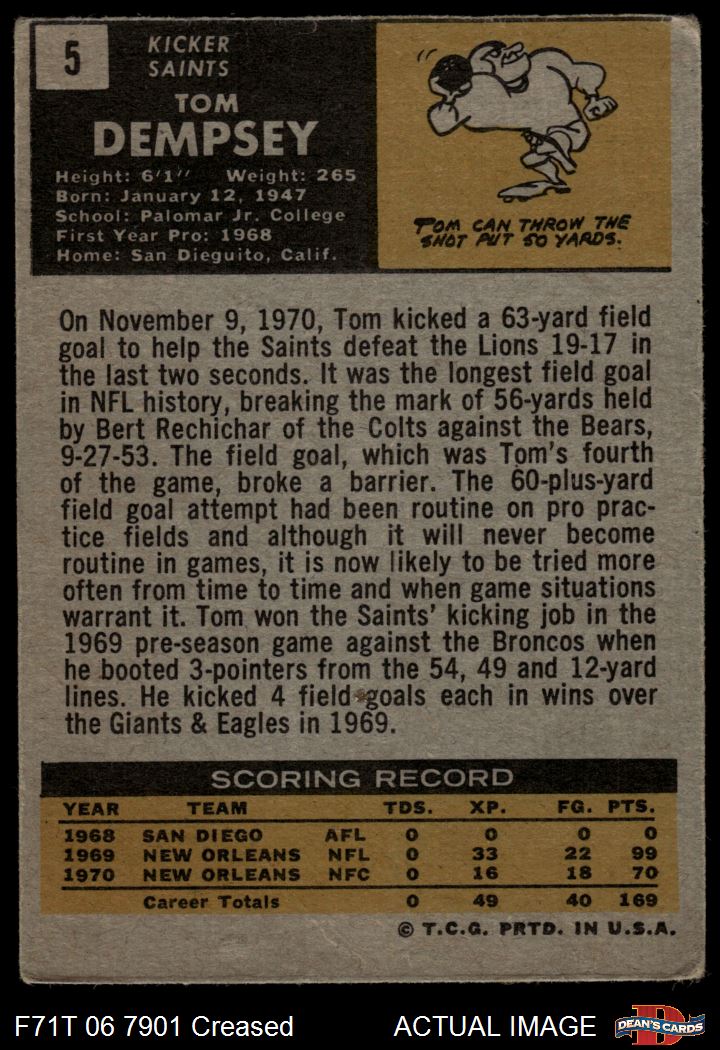 5
KICKER
SAINTS
TOM
DEMPSEY
Height: 6'1" Weight: 265
Born: January 12, 1947
School: Palomar Jr. College
First Year Pro: 1968
Home: San Dieguito, Calif.
TOM CAN THROW THE
SHOT PUT 50 YARDS.
On November 9, 1970, Tom kicked a 63-yard field
goal to help the Saints defeat the Lions 19-17 in
the last two seconds. It was the longest field goal
in NFL history, breaking the mark of 56-yards held
by Bert Rechichar of the Colts against the Bears,
9-27-53. The field goal, which was Tom's fourth
of the game, broke a barrier. The 60-plus-yard
field goal attempt had been routine on pro prac-
tice fields and although it will never become
routine in games, it is now likely to be tried more
often from time to time and when game situations
warrant it. Tom won the Saints' kicking job in the
1969 pre-season game against the Broncos when
he booted 3-pointers from the 54, 49 and 12-yard
lines. He kicked 4 field goals each in wins over
the Giants & Eagles in 1969.
SCORING RECORD
YEAR TEAM TDS. XP. FG. PTS.
1968 SAN DIEGO AFL 0 0 0 0
1969 NEW ORLEANS NFL 0 33 22 99
1970 NEW ORLEANS NFC 0 16 18 70
Career Totals 0 49 40 169
© T.C.G. PRTD. IN U.S.A.
F71T 06 7901 Creased ACTUAL IMAGE D DEAN'S CARDS